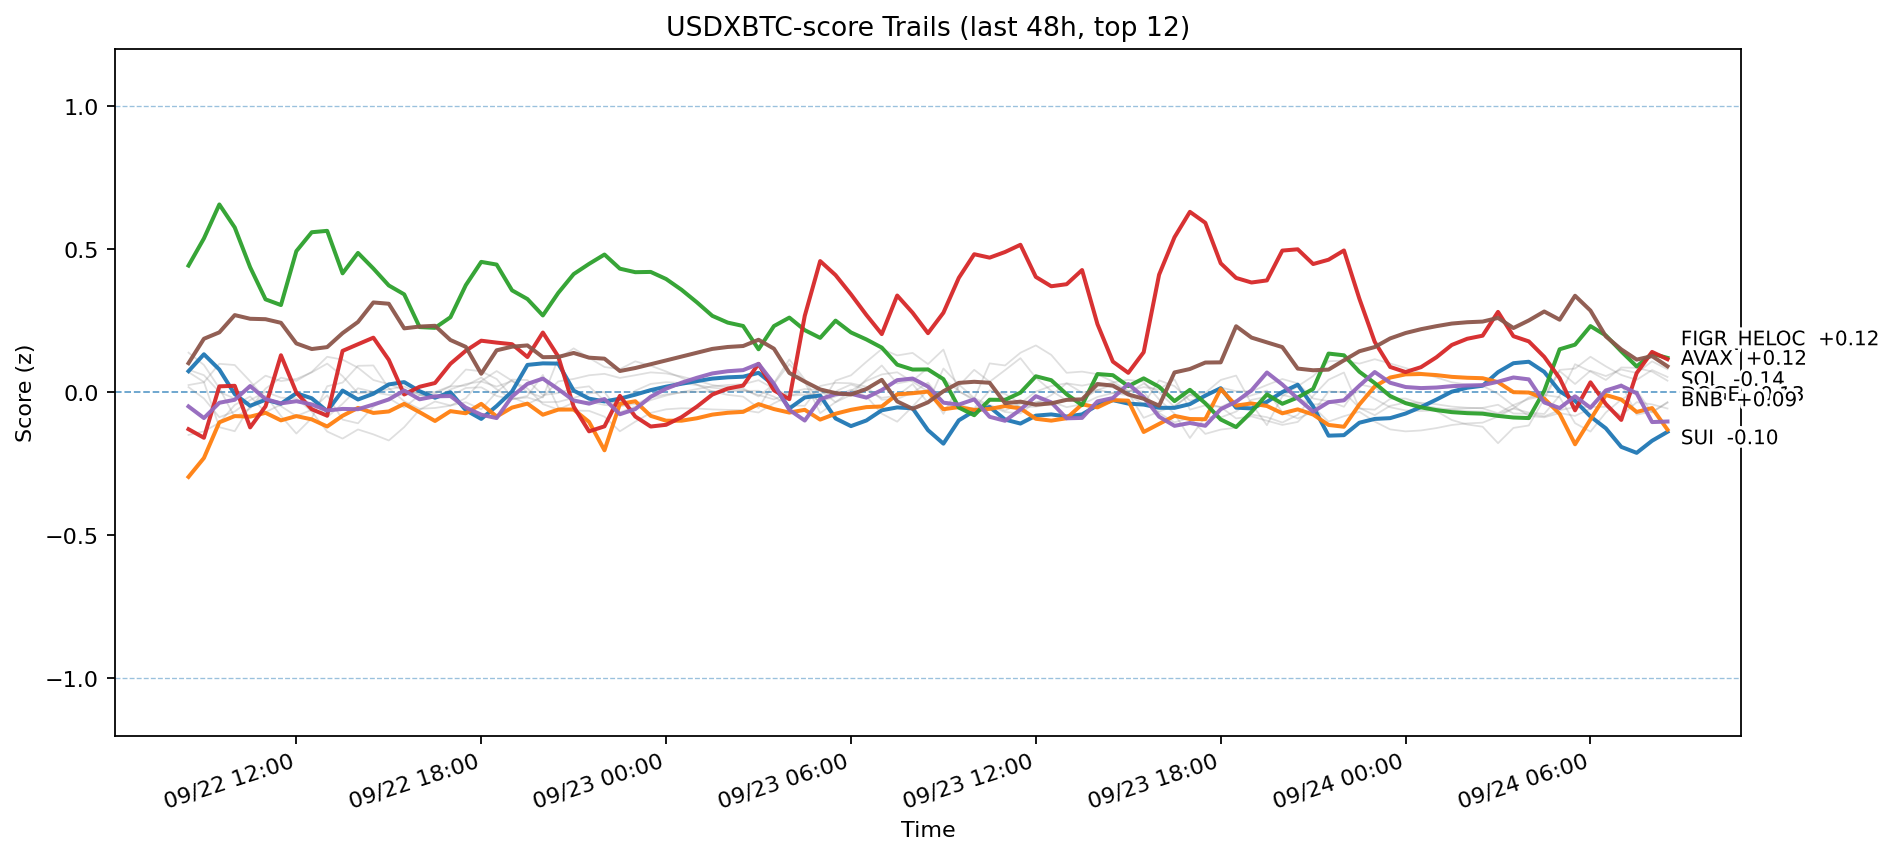 USDXBTC-score Trails (last 48h, top 12)
Score (z)
1.0
0.5
0.0
−0.5
−1.0
FIGR_HELOC +0.12
AVAX +0.12
SOL -0.14
BNB +0.09
SUI -0.10
09/22 12:00
09/22 18:00
09/23 00:00
09/23 06:00
09/23 12:00
09/23 18:00
09/24 00:00
09/24 06:00
Time